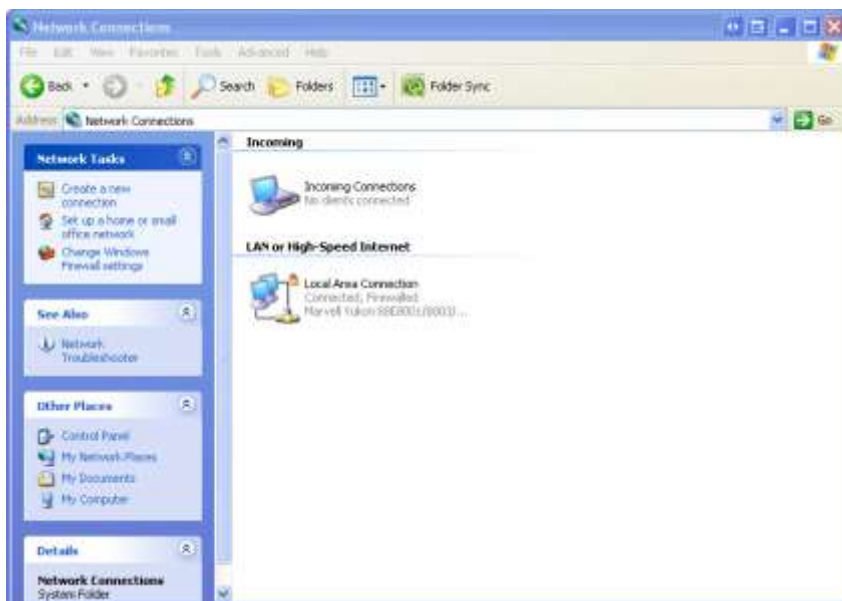 Network Connections
File Edit View Favorites Tools Advanced Help
Back Search Folders Folder Sync
Address Network Connections Go
Network Tasks
Create a new
connection
Set up a home or small
office network
Change Windows
Firewall settings
See Also
Network
Troubleshooter
Other Places
Control Panel
My Network Places
My Documents
My Computer
Details
Network Connections
System Folder
Incoming
Incoming Connections
No clients connected
LAN or High-Speed Internet
Local Area Connection
Connected, Firewalled
Marvell Yukon